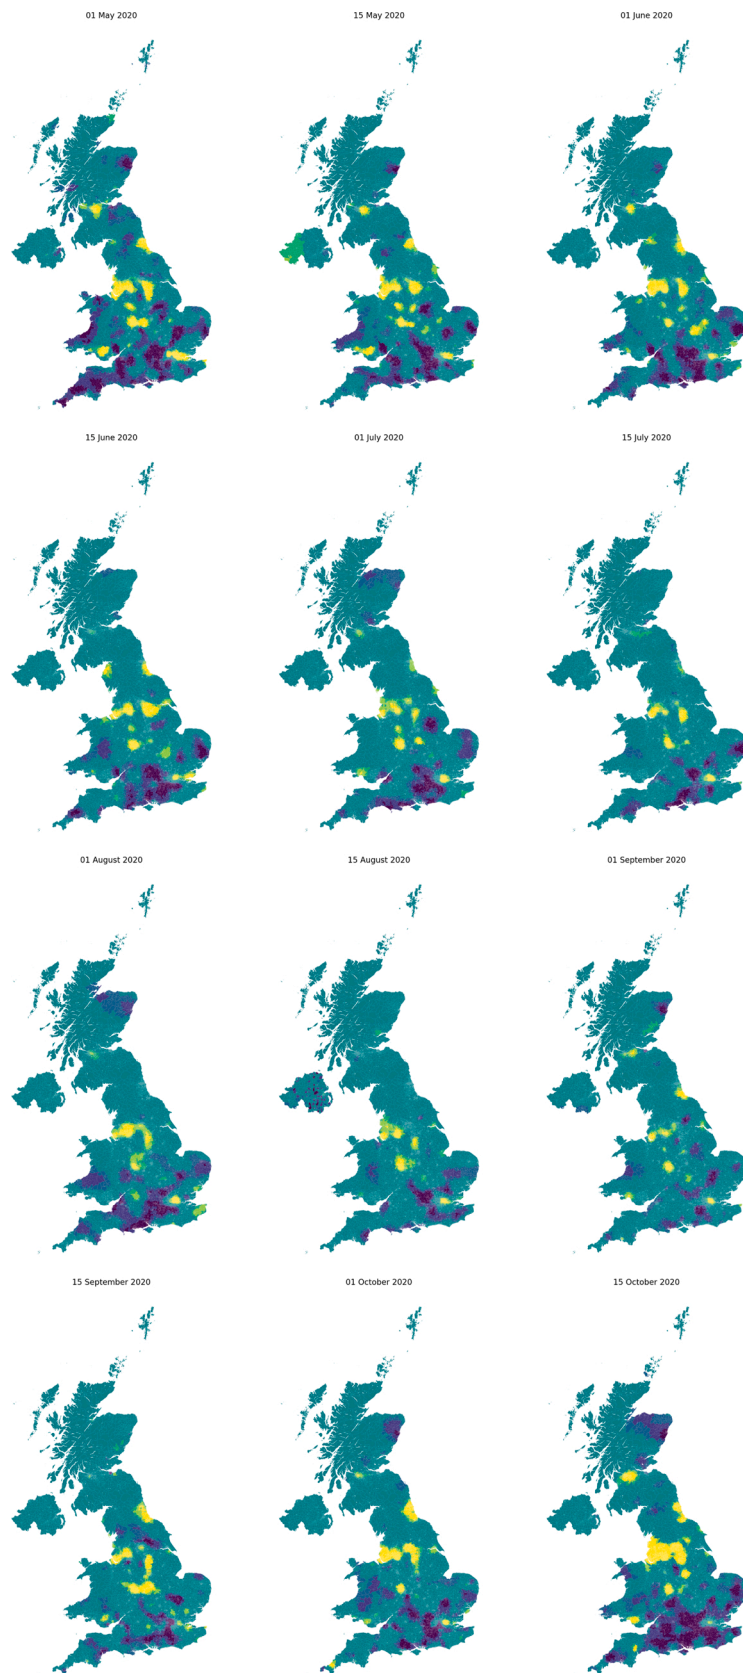 01 May 2020
15 May 2020
01 June 2020
15 June 2020
01 July 2020
15 July 2020
01 August 2020
15 August 2020
01 September 2020
15 September 2020
01 October 2020
15 October 2020